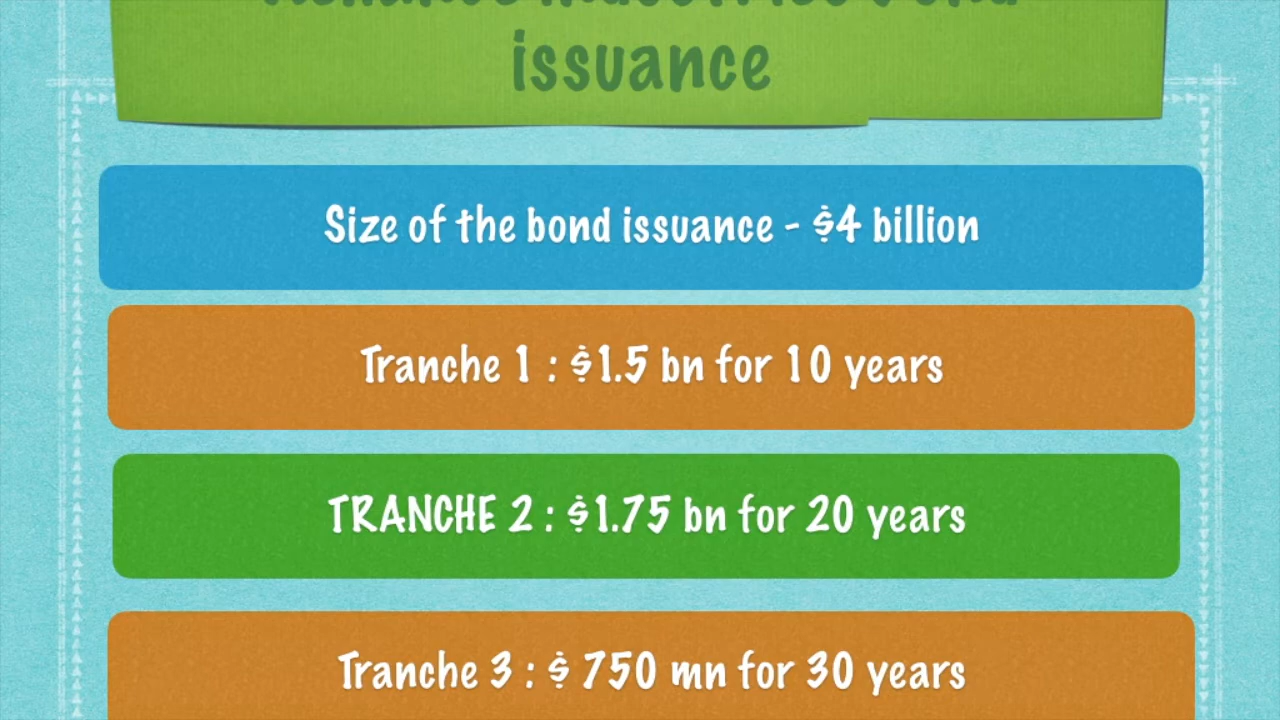 issuance
Size of the bond issuance - $4 billion
Tranche 1 : $1.5 bn for 10 years
TRANCHE 2 : $1.75 bn for 20 years
Tranche 3 : $ 750 mn for 30 years